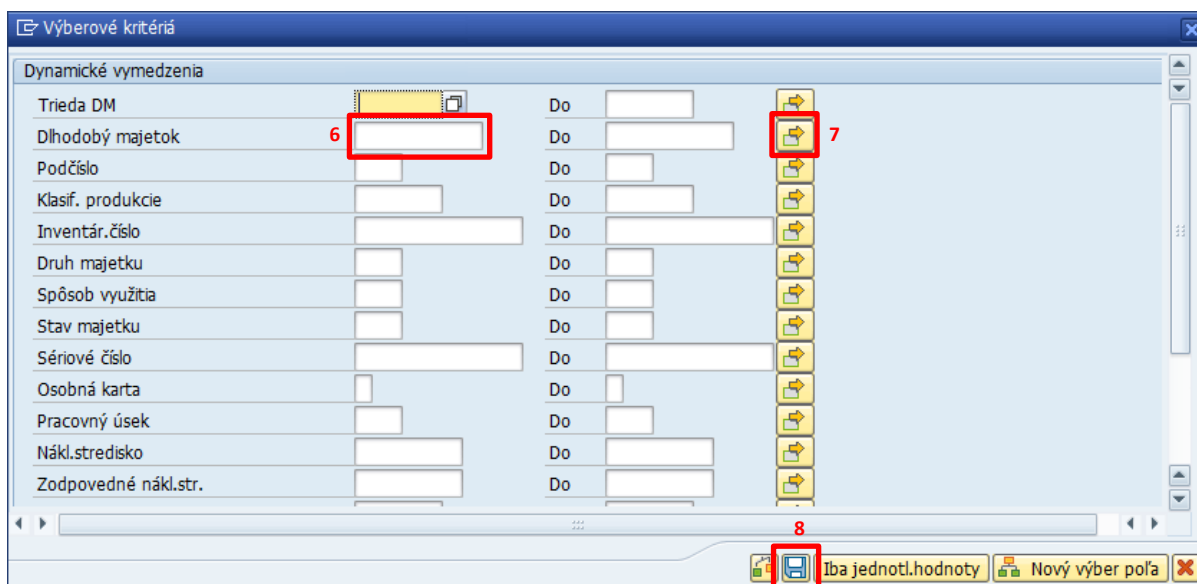 Výberové kritériá
Dynamické vymedzenia
Trieda DM Do
Dlhodobý majetok 6 Do 7
Podčíslo Do
Klasif. produkcie Do
Inventár.číslo Do
Druh majetku Do
Spôsob využitia Do
Stav majetku Do
Sériové číslo Do
Osobná karta Do
Pracovný úsek Do
Nákl.stredisko Do
Zodpovedné nákl.str. Do
8
Iba jednotl.hodnoty Nový výber poľa